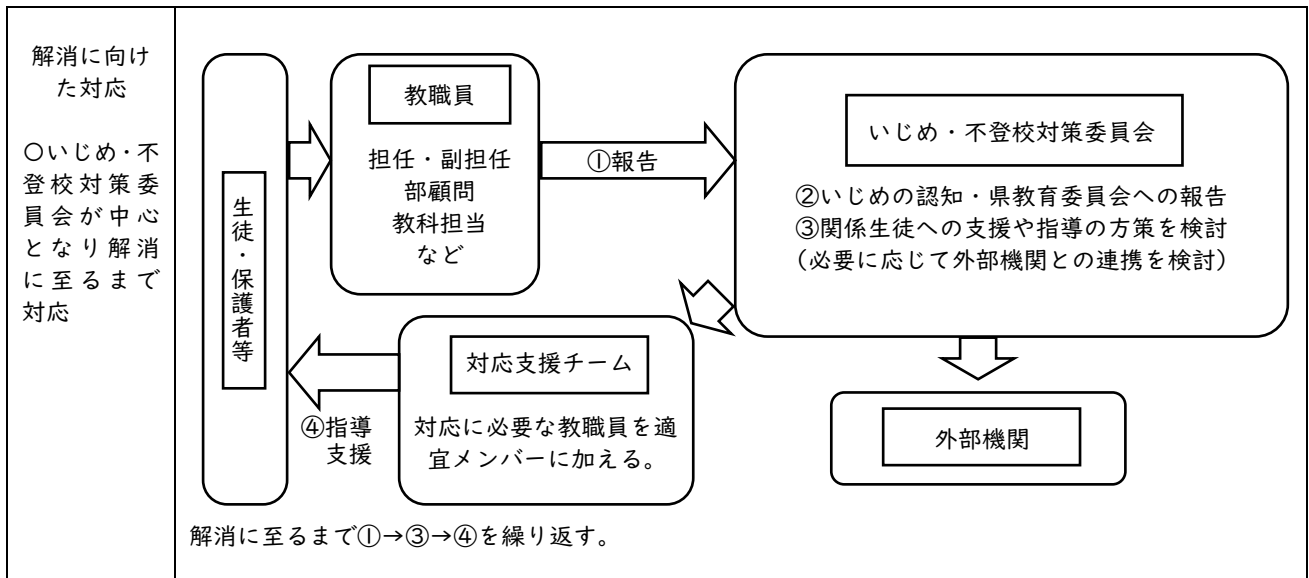 解消に向け
た対応
〇いじめ・不
登校対策委
員会が中心
となり解消
に至るまで
対応
生徒・保護者等
教職員
担任・副担任
部顧問
教科担当
など
①報告
いじめ・不登校対策委員会
②いじめの認知・県教育委員会への報告
③関係生徒への支援や指導の方策を検討
(必要に応じて外部機関との連携を検討)
対応支援チーム
対応に必要な教職員を適
宜メンバーに加える。
④指導
支援
外部機関
解消に至るまで①→③→④を繰り返す。